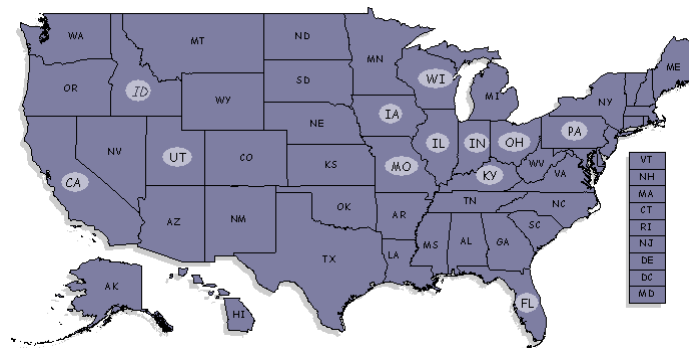 WA
MT
ND
MN
ME
OR
ID
WY
SD
WI
MI
NY
NV
UT
CO
NE
IA
IL
IN
OH
PA
CA
KS
MO
KY
WV
VA
AZ
NM
OK
AR
TN
NC
SC
TX
LA
MS
AL
GA
FL
AK
HI
VT
NH
MA
CT
RI
NJ
DE
DC
MD